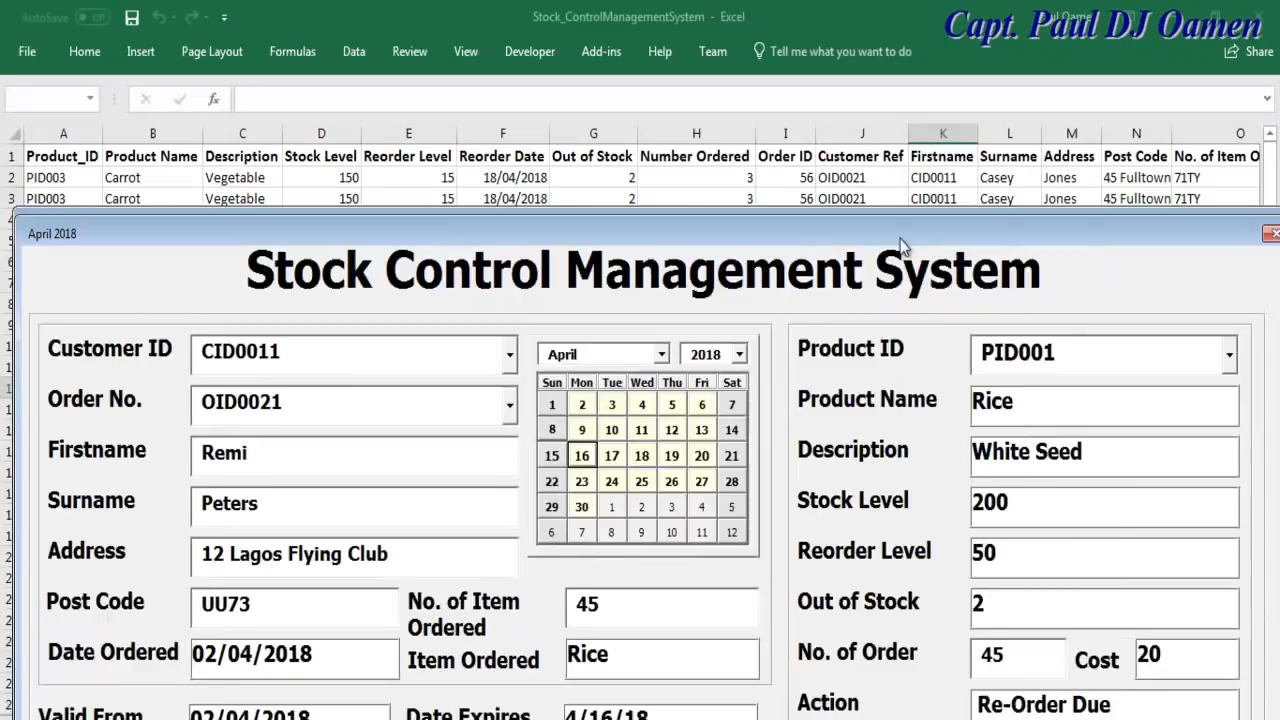 AutoSave Off
Stock_ControlManagementSystem - Excel
Capt. Paul DJ Oamen
File Home Insert Page Layout Formulas Data Review View Developer Add-ins Help Team Tell me what you want to do Share
fx
A B C D E F G H I J K L M N O
1 Product_ID Product Name Description Stock Level Reorder Level Reorder Date Out of Stock Number Ordered Order ID Customer Ref Firstname Surname Address Post Code No. of Item O
2 PID003 Carrot Vegetable 150 15 18/04/2018 2 3 56 OID0021 CID0011 Casey Jones 45 Fulltown 71TY
3 PID003 Carrot Vegetable 150 15 18/04/2018 2 3 56 OID0021 CID0011 Casey Jones 45 Fulltown 71TY
April 2018
Stock Control Management System
Customer ID CID0011
Order No. OID0021
Firstname Remi
Surname Peters
Address 12 Lagos Flying Club
Post Code UU73
No. of Item Ordered 45
Date Ordered 02/04/2018
Item Ordered Rice
Valid From 02/04/2018
Date Expires 4/16/18
April 2018
Sun Mon Tue Wed Thu Fri Sat
1 2 3 4 5 6 7
8 9 10 11 12 13 14
15 16 17 18 19 20 21
22 23 24 25 26 27 28
29 30 1 2 3 4 5
6 7 8 9 10 11 12
Product ID PID001
Product Name Rice
Description White Seed
Stock Level 200
Reorder Level 50
Out of Stock 2
No. of Order 45 Cost 20
Action Re-Order Due